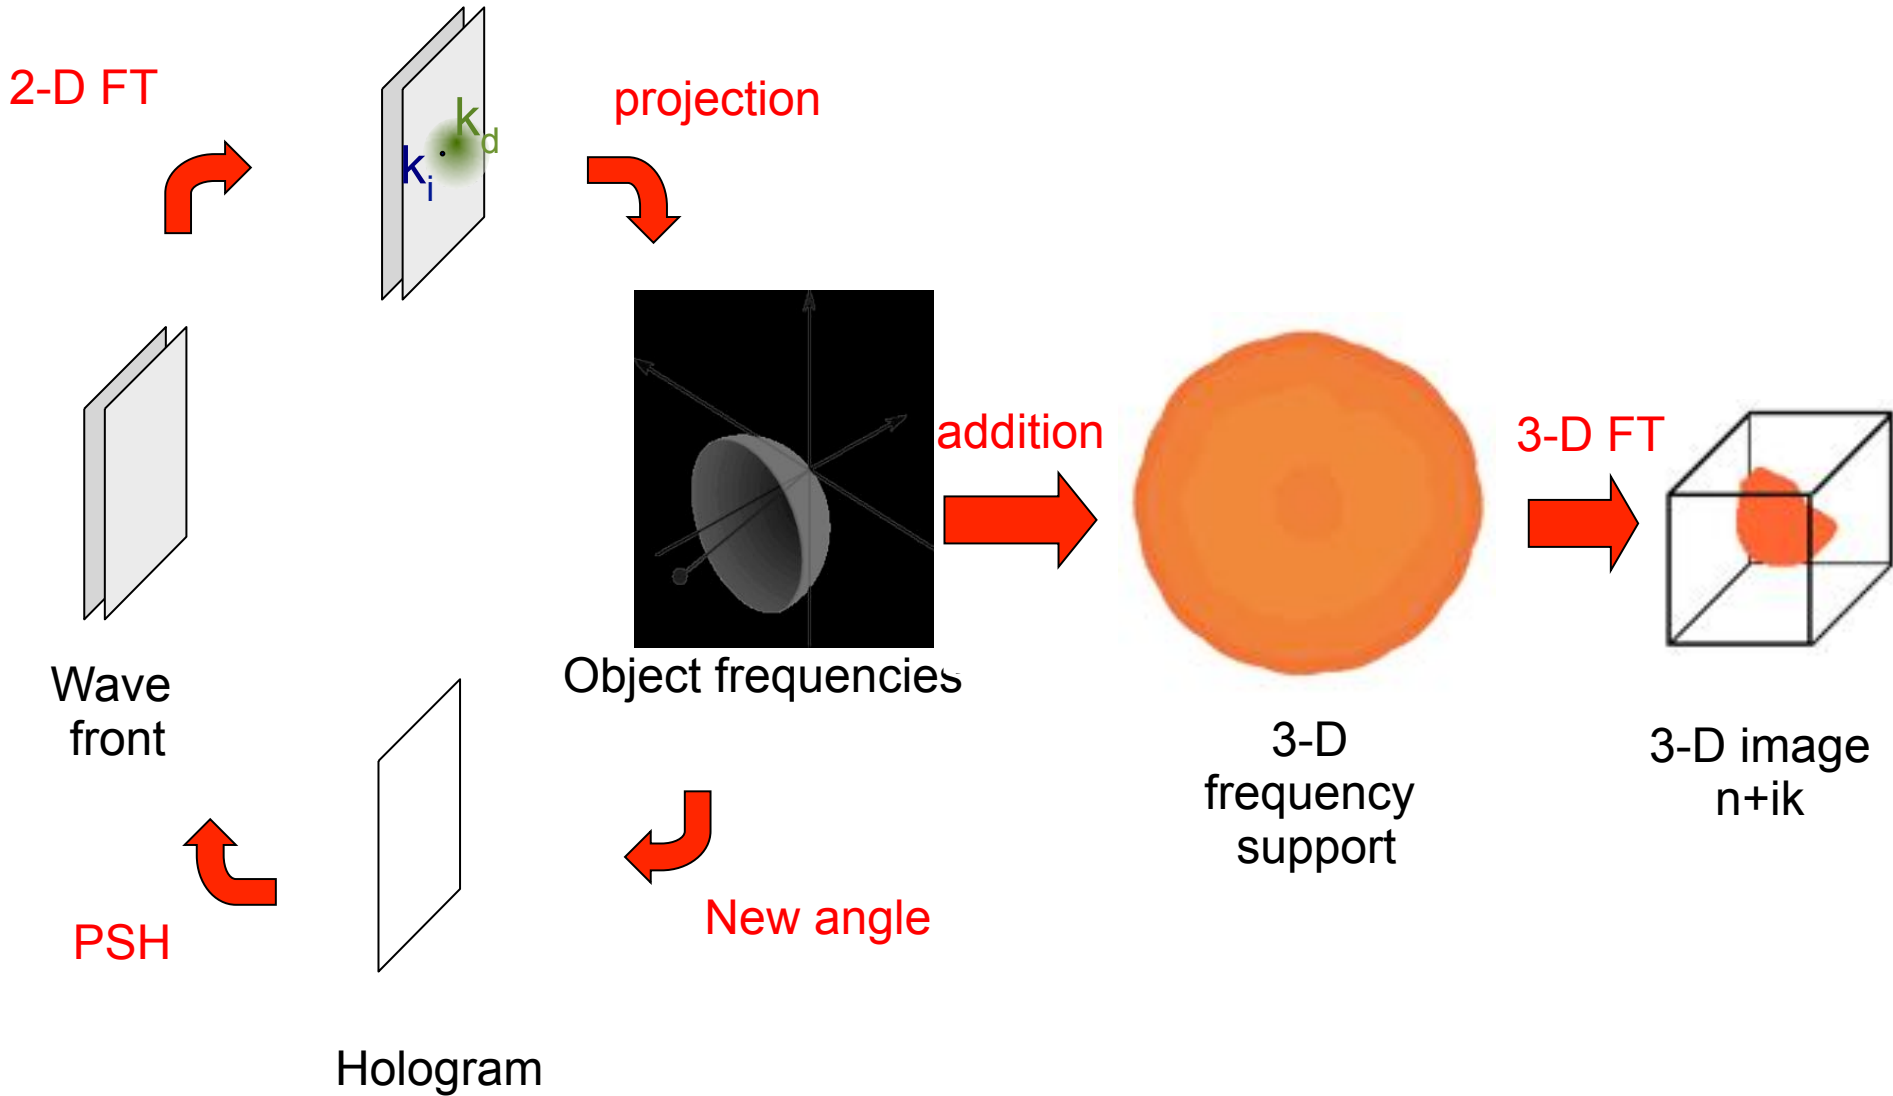 2-D FT
k
d
k
i
projection
addition
3-D FT
Object frequencies
Wave
front
3-D
frequency
support
3-D image
n+ik
New angle
PSH
Hologram